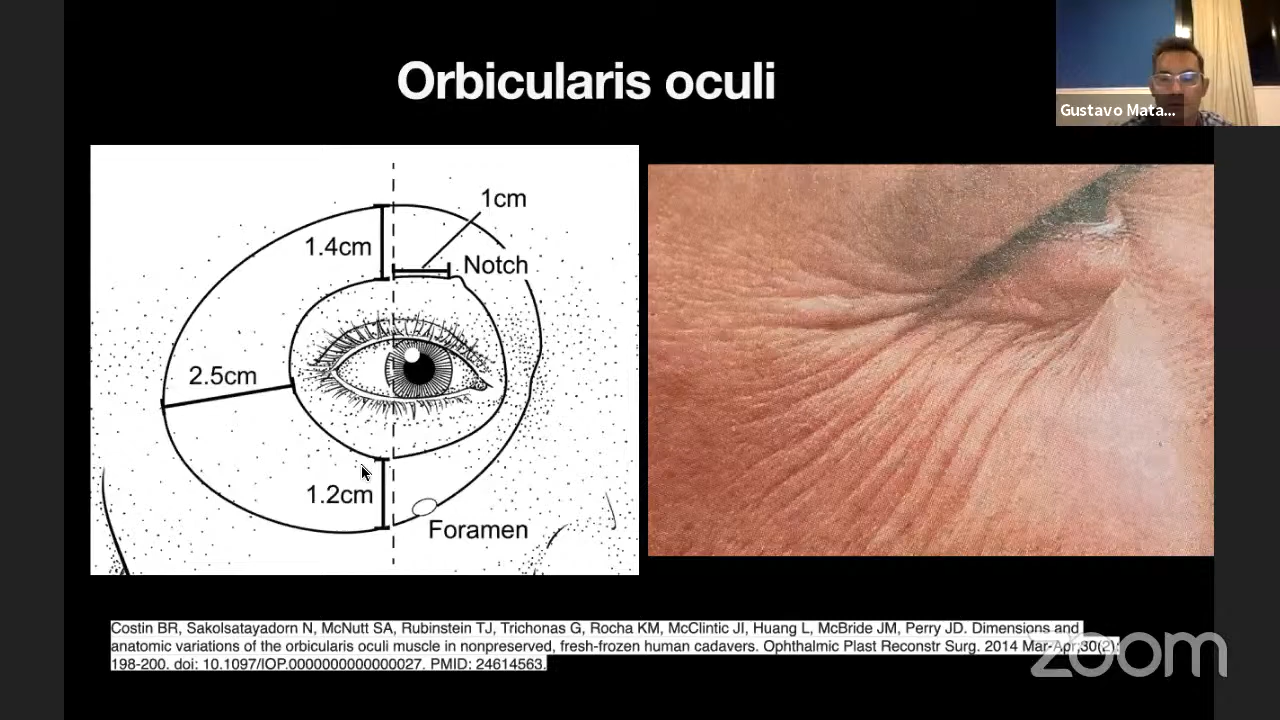 Orbicularis oculi
Gustavo Mata...
1cm
1.4cm
Notch
2.5cm
1.2cm
Foramen
Costin BR, Sakolsatayadorn N, McNutt SA, Rubinstein TJ, Trichonas G, Rocha KM, McClintic JI, Huang L, McBride JM, Perry JD. Dimensions and
anatomic variations of the orbicularis oculi muscle in nonpreserved, fresh-frozen human cadavers. Ophthalmic Plast Reconstr Surg. 2014 Mar-Apr;30(2):
198-200. doi: 10.1097/IOP.0000000000000027. PMID: 24614563.
zoom